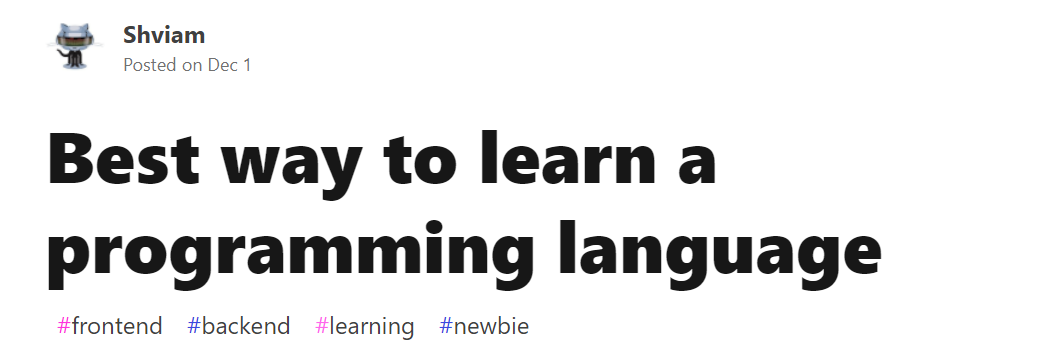 Shviam
Posted on Dec 1
Best way to learn a
programming language
#frontend #backend #learning #newbie